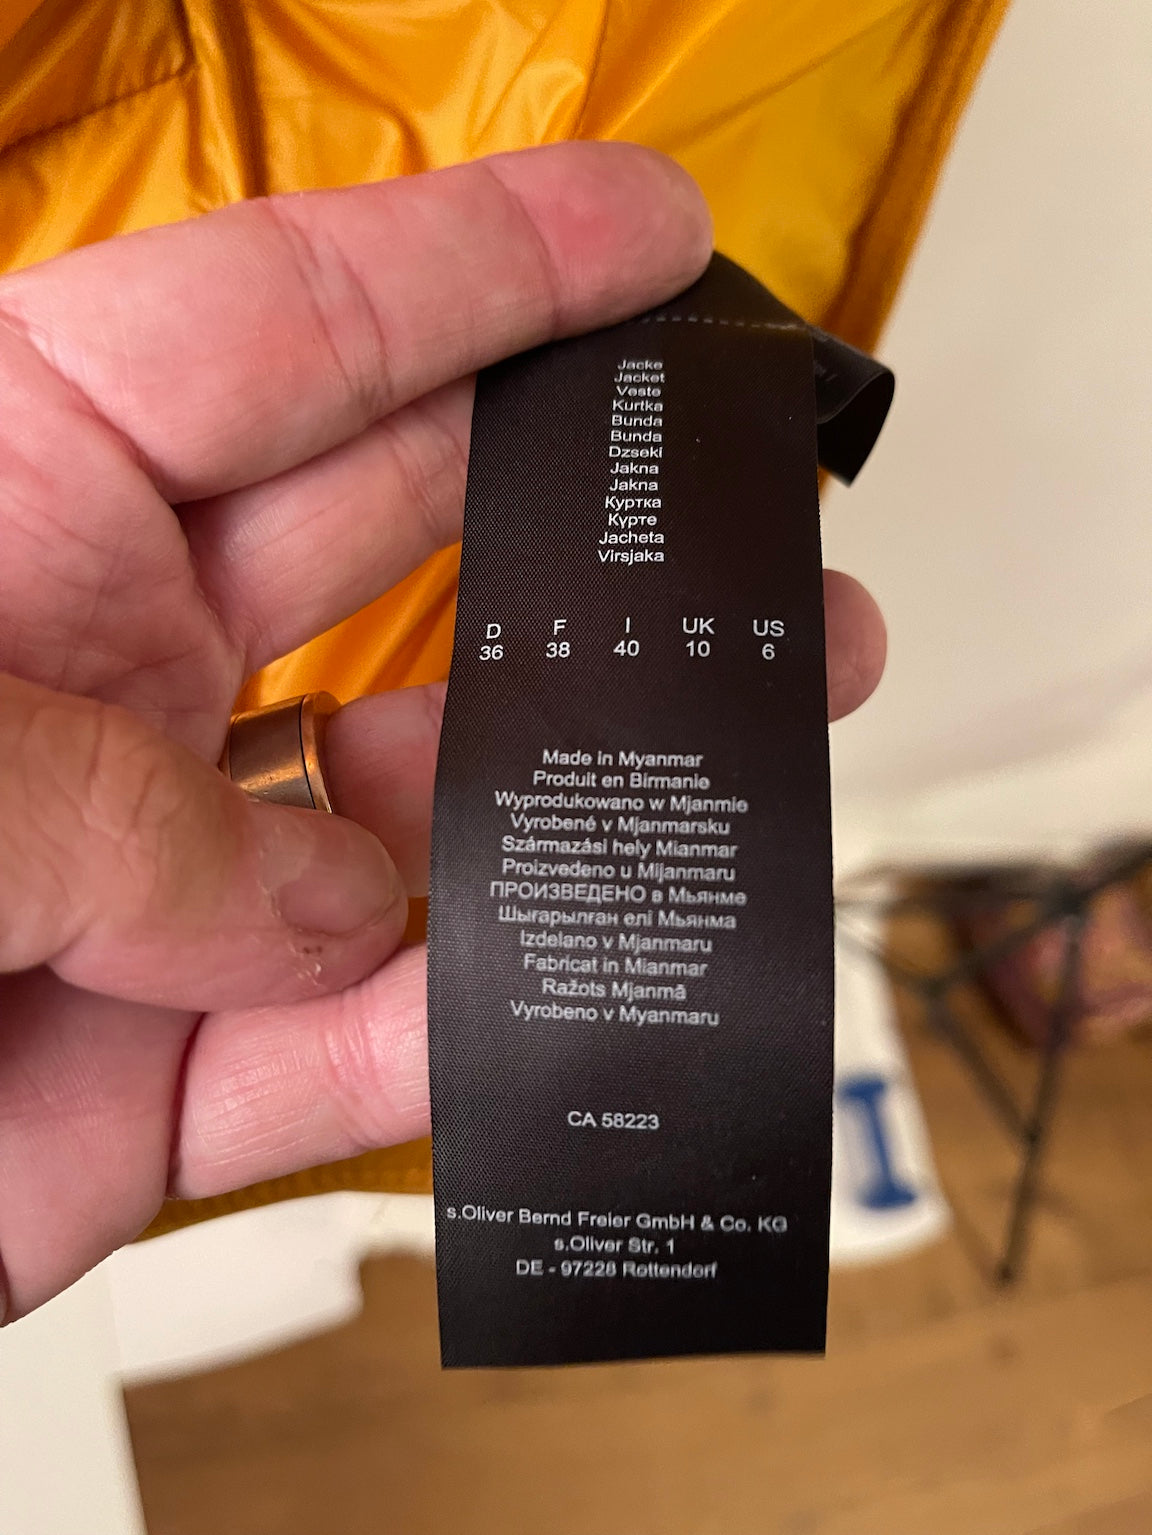 Jacke
Jacket
Veste
Kurtka
Bunda
Bunda
Dzseki
Jakna
Jakna
Куртка
Күрте
Jacheta
Virsjaka
D F I UK US
36 38 40 10 6
Made in Myanmar
Produit en Birmanie
Wyprodukowano w Mjanmie
Vyrobené v Mjanmarsku
Származási hely Mianmar
Proizvedeno u Mijanmaru
ПРОИЗВЕДЕНО в Мьянме
Шығарылған елі Мьянма
Izdelano v Mjanmaru
Fabricat in Mianmar
Ražots Mjanmā
Vyrobeno v Myanmaru
CA 58223
s.Oliver Bernd Freier GmbH & Co. KG
s.Oliver Str. 1
DE - 97228 Rottendorf